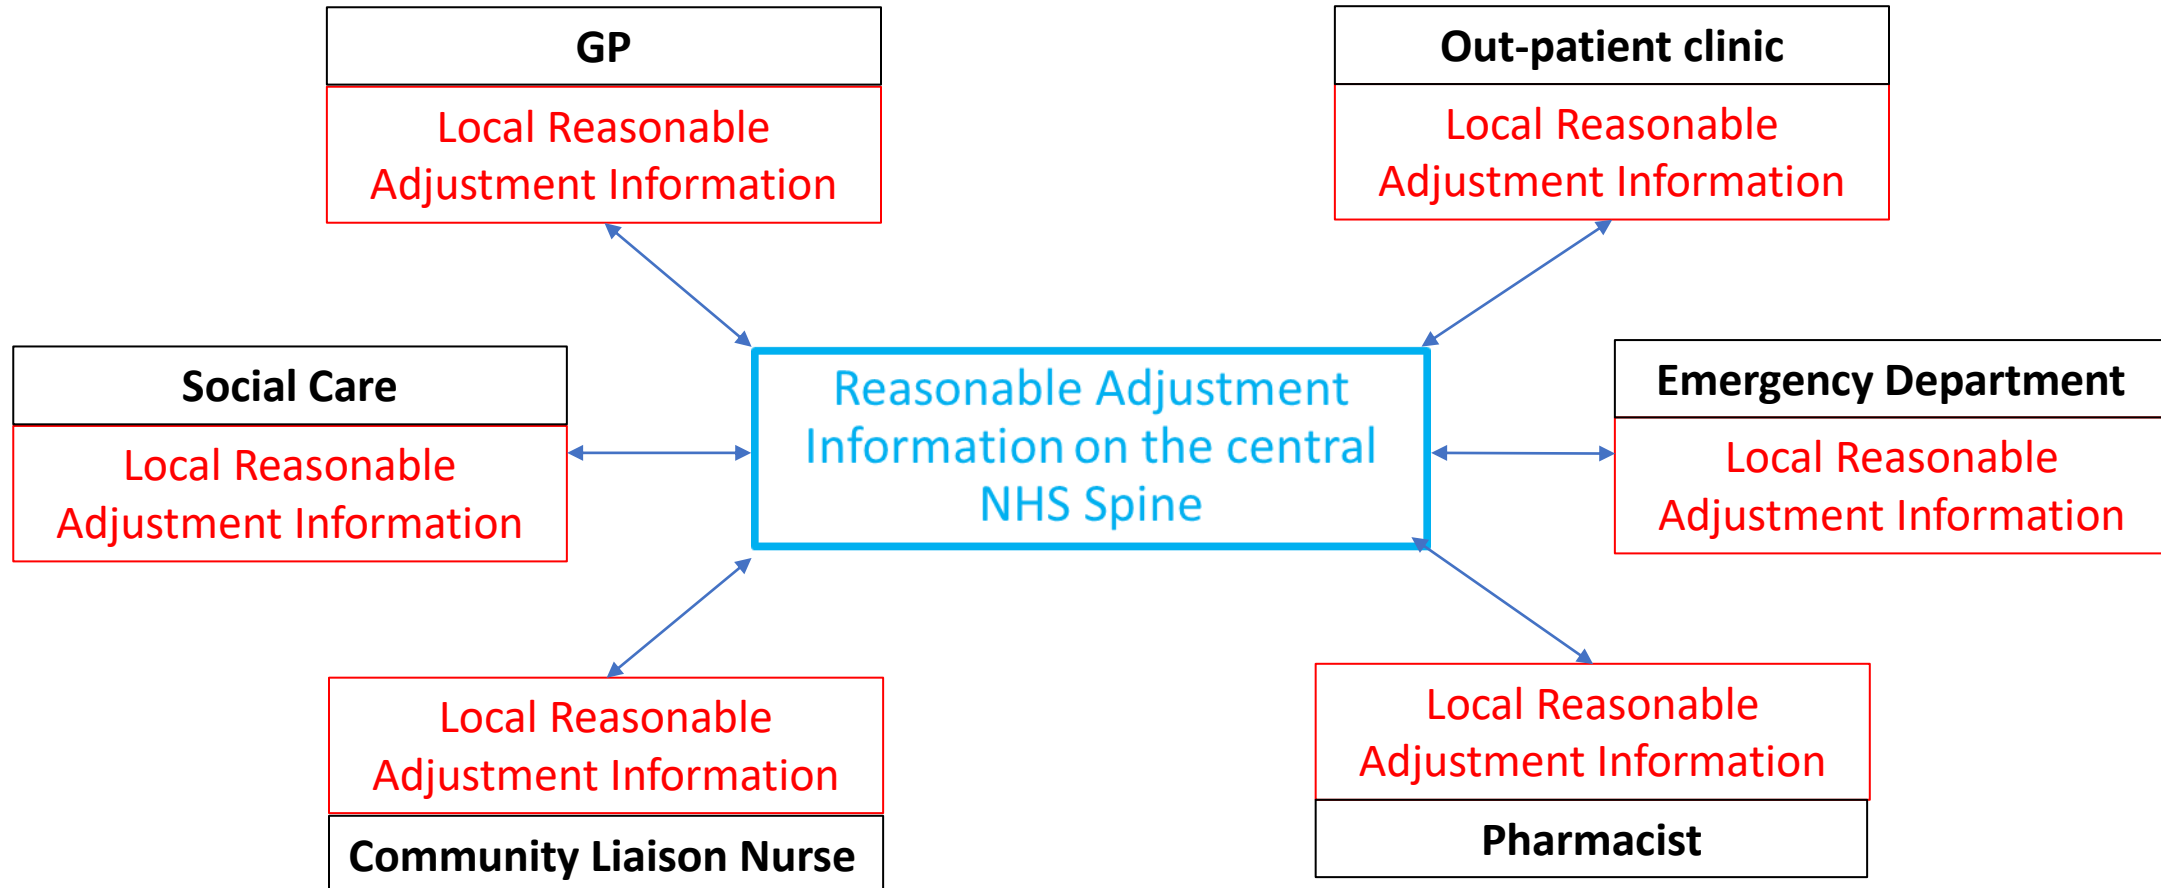 GP
Local Reasonable
Adjustment Information
Out-patient clinic
Local Reasonable
Adjustment Information
Social Care
Local Reasonable
Adjustment Information
Reasonable Adjustment
Information on the central
NHS Spine
Emergency Department
Local Reasonable
Adjustment Information
Local Reasonable
Adjustment Information
Community Liaison Nurse
Local Reasonable
Adjustment Information
Pharmacist